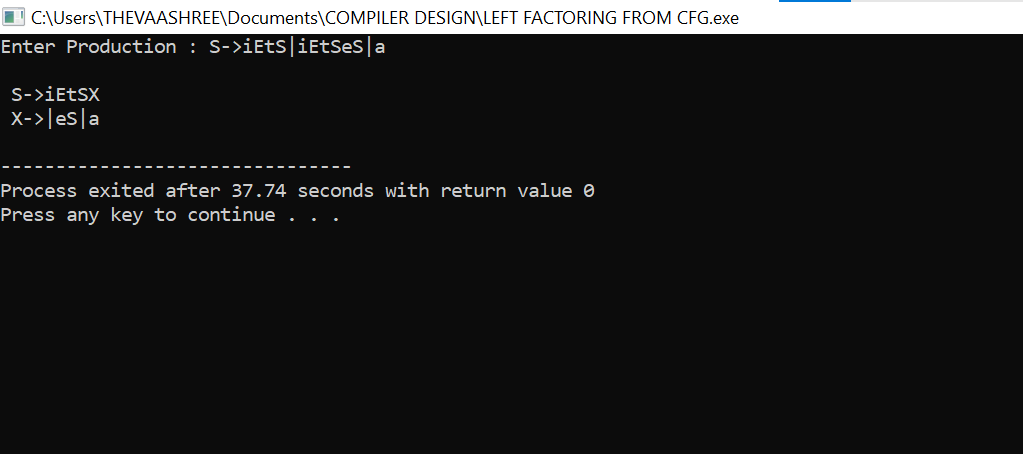 C:\Users\THEVAASHREE\Documents\COMPILER DESIGN\LEFT FACTORING FROM CFG.exe
Enter Production : S->iEtS|iEtSeS|a
S->iEtSX
X->|eS|a
--------------------------------
Process exited after 37.74 seconds with return value 0
Press any key to continue . . .